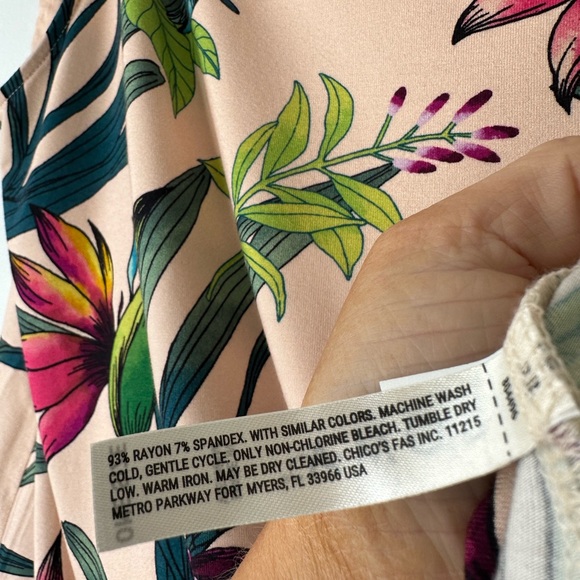 93% RAYON 7% SPANDEX. WITH SIMILAR COLORS. MACHINE WASH
COLD, GENTLE CYCLE. ONLY NON-CHLORINE BLEACH. TUMBLE DRY
LOW. WARM IRON. MAY BE DRY CLEANED. CHICO'S FAS INC. 11215
METRO PARKWAY FORT MYERS, FL 33966 USA